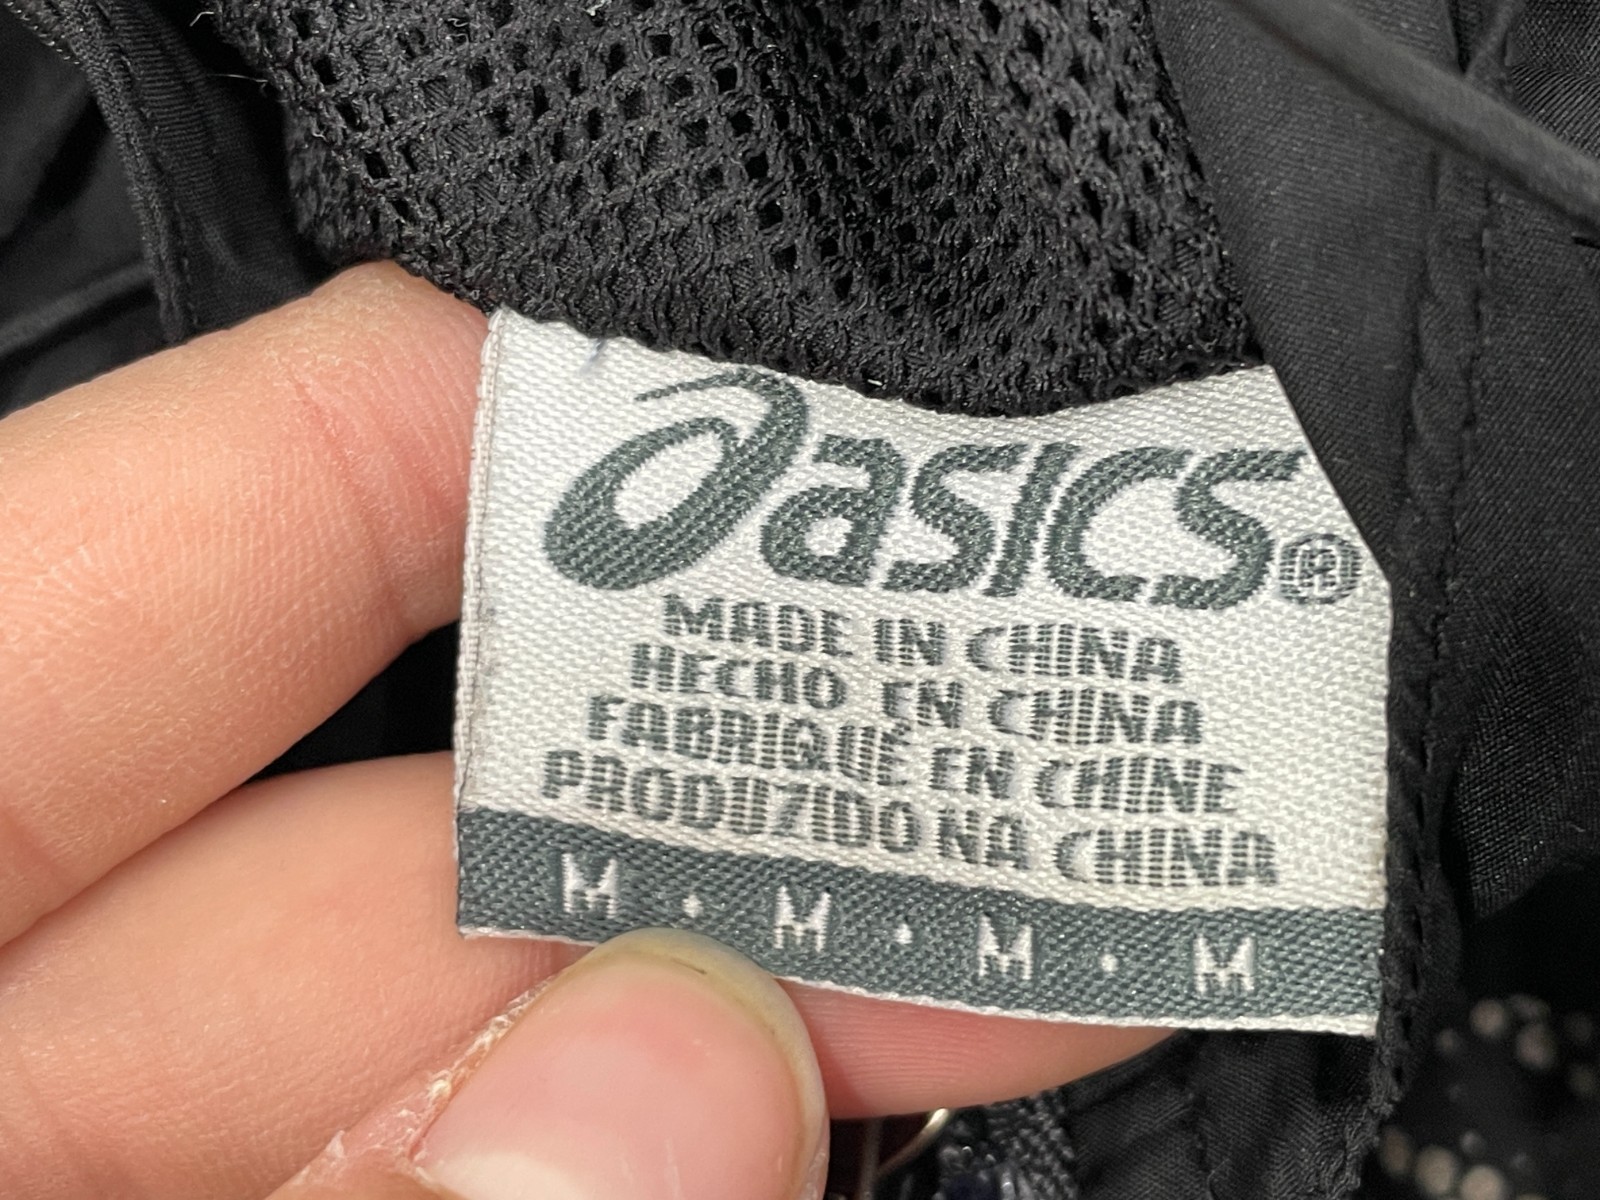 asics®
MADE IN CHINA
HECHO EN CHINA
FABRIQUÉ EN CHINE
PRODUZIDO NA CHINA
M • M • M • M